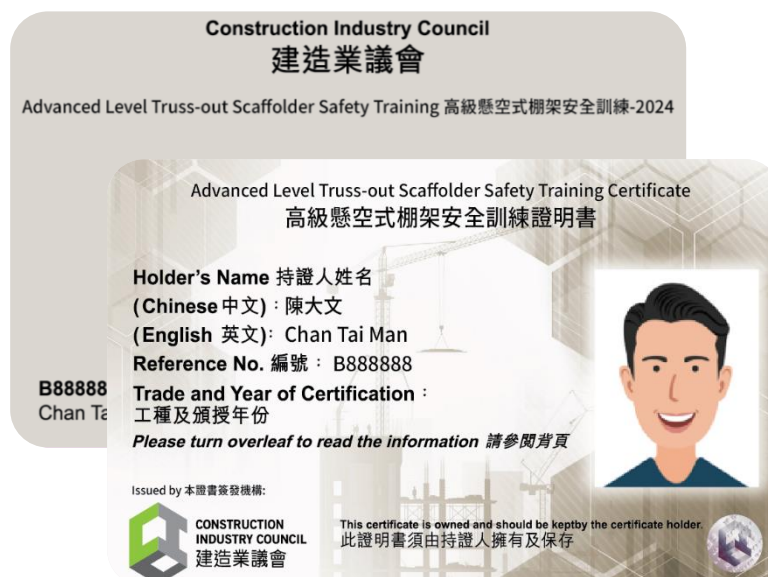 Construction Industry Council
建造業議會
Advanced Level Truss-out Scaffolder Safety Training 高級懸空式棚架安全訓練-2024
B88888
Chan Ta
Advanced Level Truss-out Scaffolder Safety Training Certificate
高級懸空式棚架安全訓練證明書
Holder's Name 持證人姓名
(Chinese 中文)：陳大文
(English 英文)： Chan Tai Man
Reference No. 編號： B888888
Trade and Year of Certification：
工種及頒授年份
Please turn overleaf to read the information 請參閱背頁
Issued by 本證書簽發機構:
CONSTRUCTION
INDUSTRY COUNCIL
建造業議會
This certificate is owned and should be keptby the certificate holder.
此證明書須由持證人擁有及保存